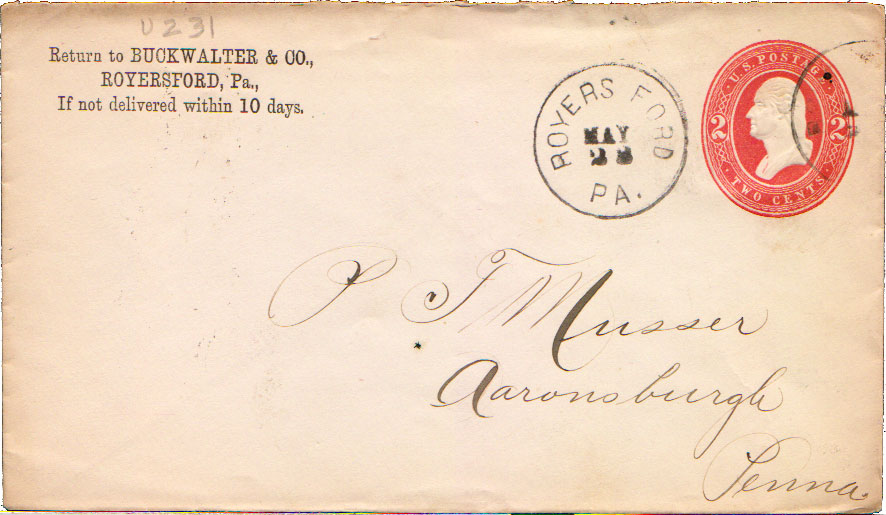 U231
Return to BUCKWALTER & CO.,
ROYERSFORD, Pa.,
If not delivered within 10 days.
ROYERS FORD
MAY
28
PA.
U.S. POSTAGE
2 2
TWO CENTS
P T Musser
Aaronsburgh
Penna.